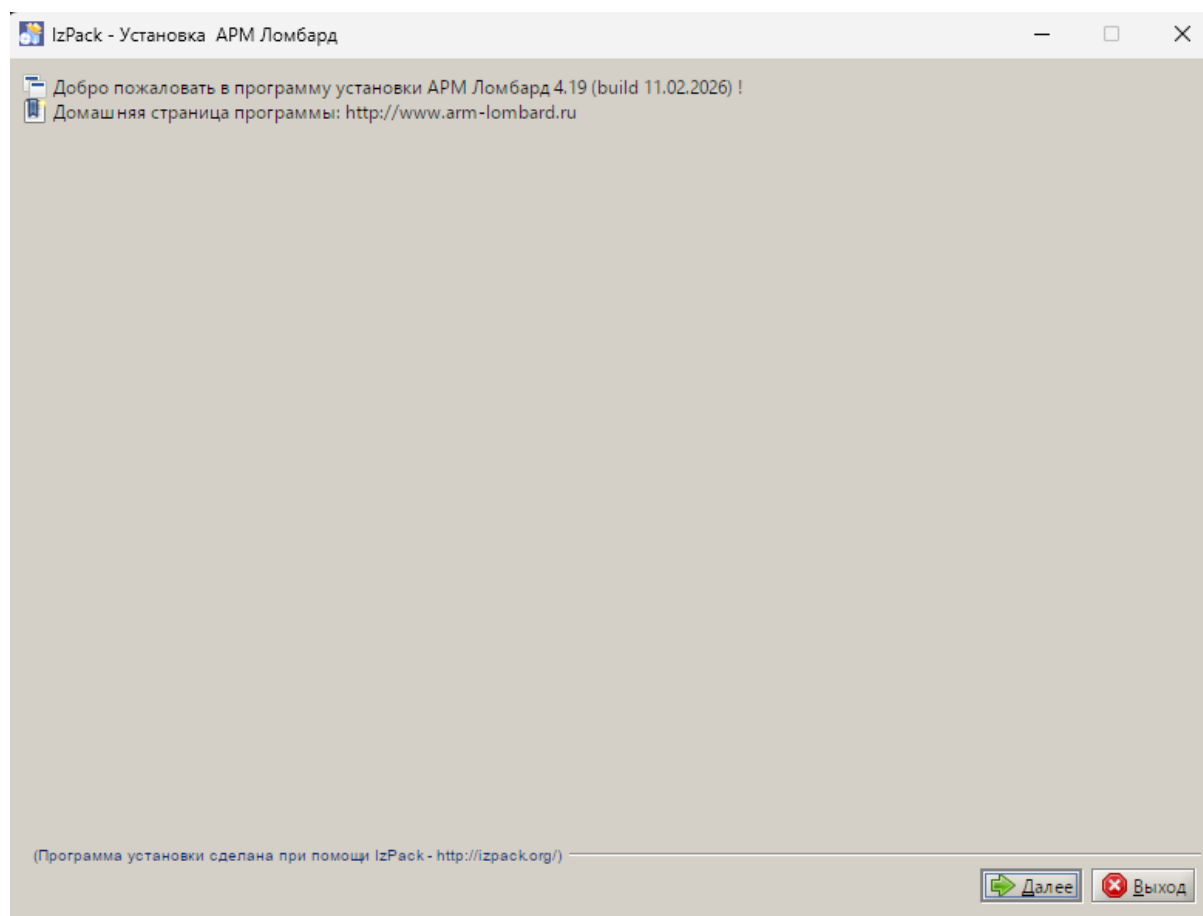 IzPack - Установка АРМ Ломбард
Добро пожаловать в программу установки АРМ Ломбард 4.19 (build 11.02.2026) !
Домашняя страница программы: http://www.arm-lombard.ru
(Программа установки сделана при помощи IzPack - http://izpack.org/)
Далее Выход